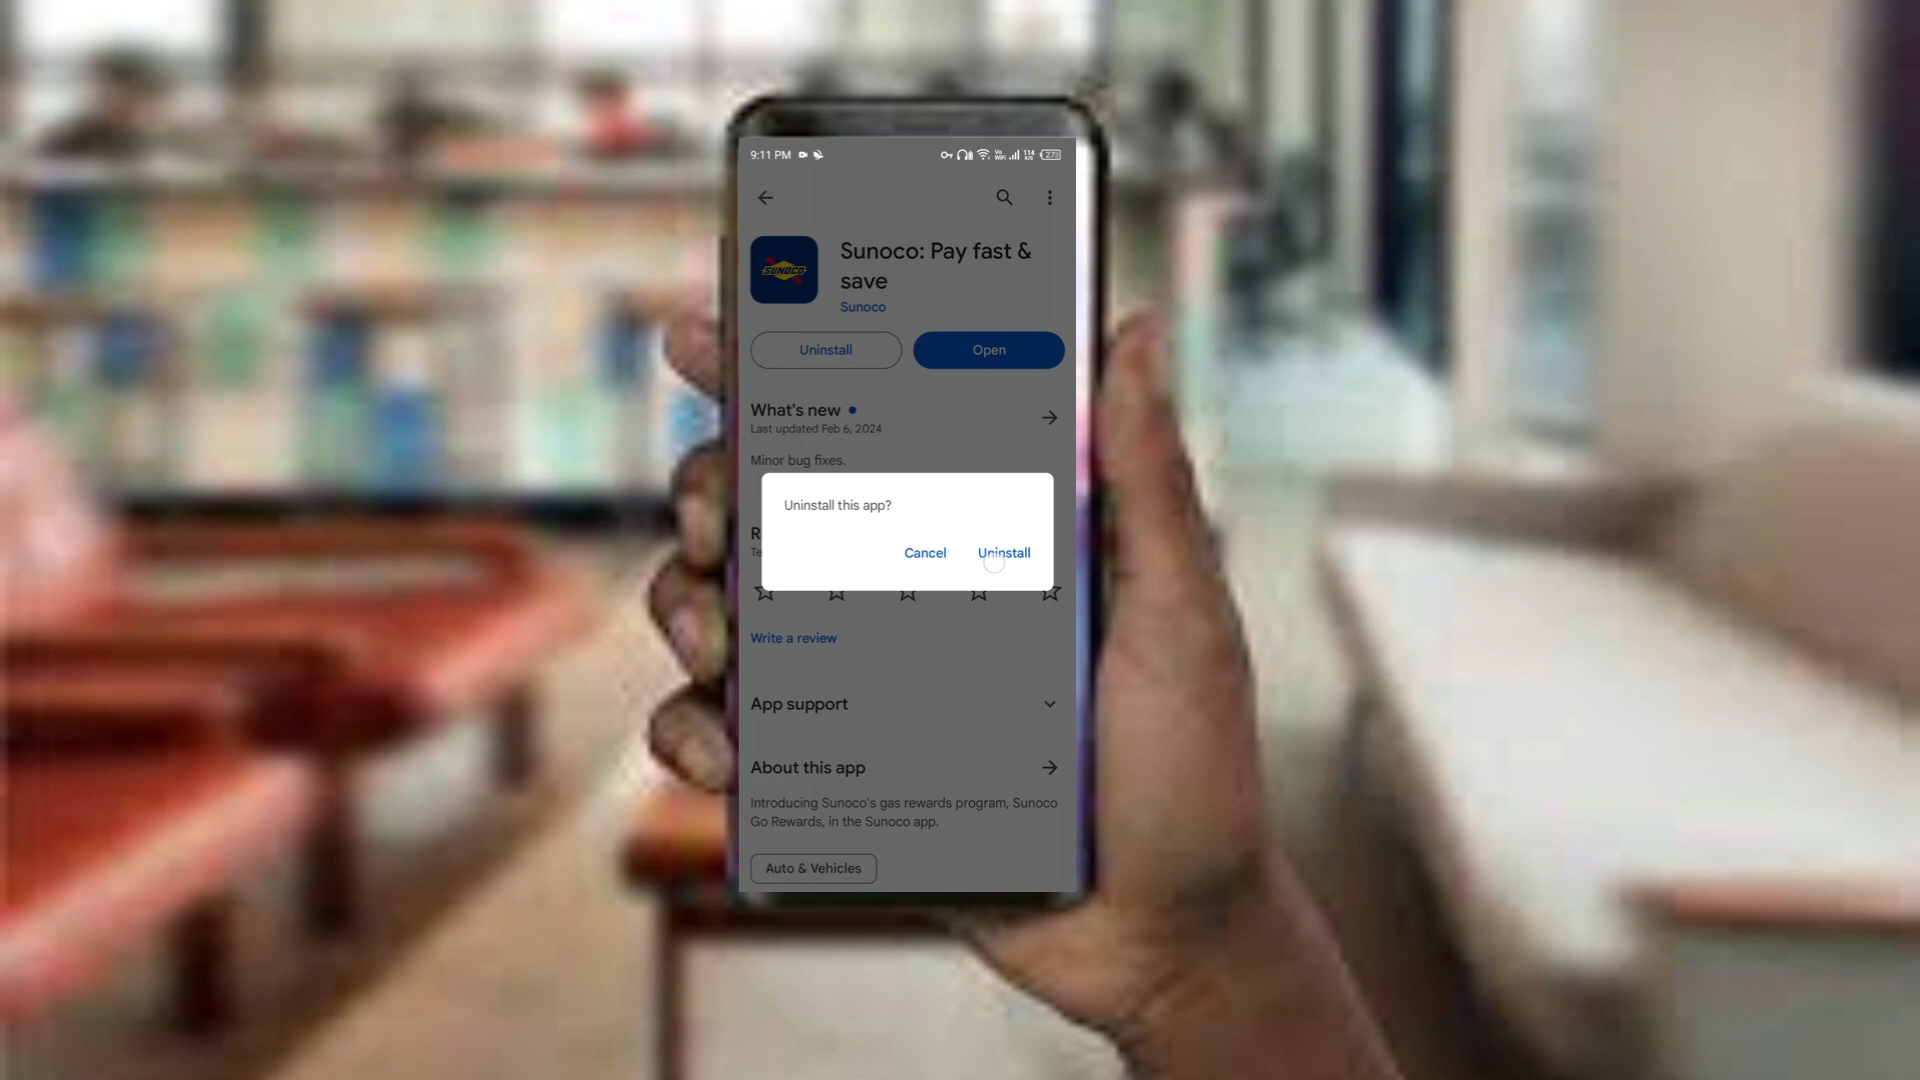 9:11 PM
Sunoco: Pay fast &
save
SUNOCO
Sunoco
Uninstall
Open
What's new
Last updated Feb 6, 2024
Minor bug fixes.
Uninstall this app?
R
Te
Cancel
Uninstall
Write a review
App support
About this app
Introducing Sunoco's gas rewards program, Sunoco
Go Rewards, in the Sunoco app.
Auto & Vehicles